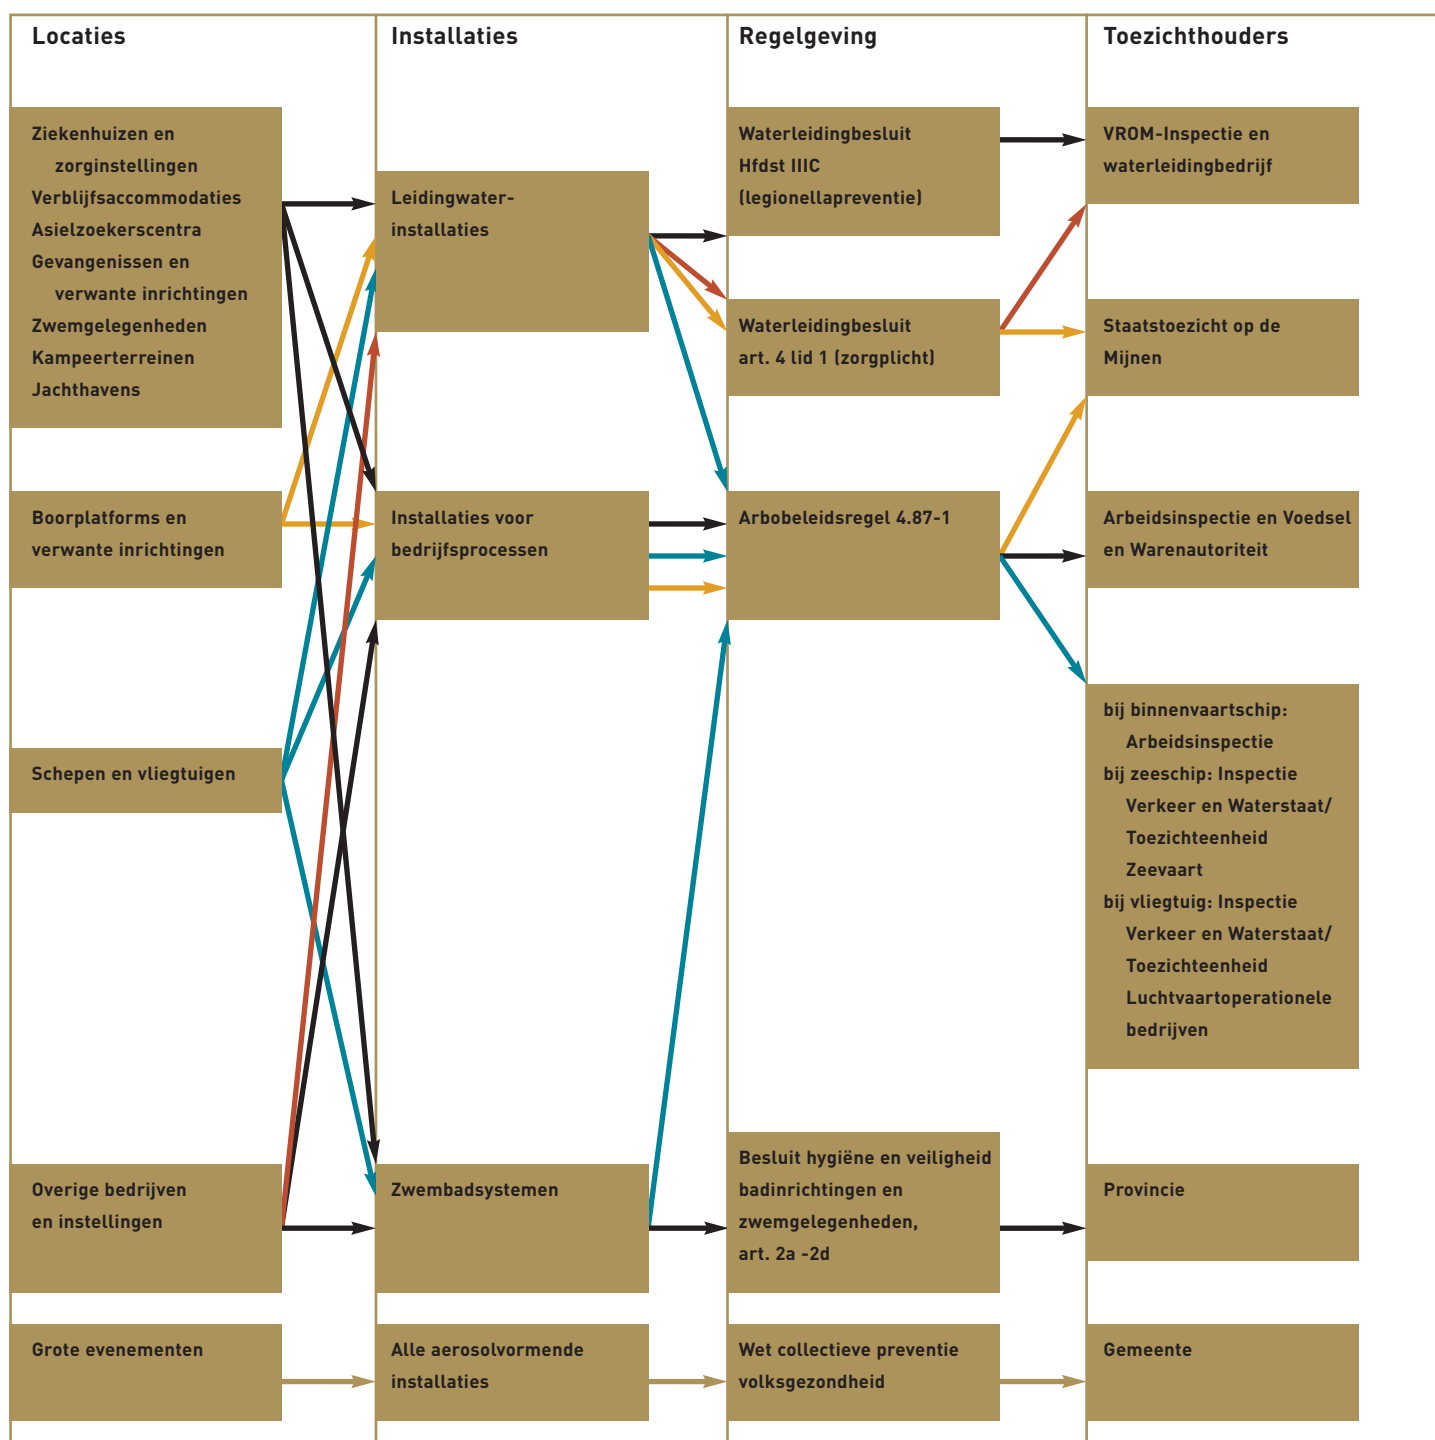 Locaties
Ziekenhuizen en
zorginstellingen
Verblijfsaccommodaties
Asielzoekerscentra
Gevangenissen en
verwante inrichtingen
Zwemgelegenheden
Kampeerterreinen
Jachthavens
Boorplatforms en
verwante inrichtingen
Schepen en vliegtuigen
Overige bedrijven
en instellingen
Grote evenementen
Installaties
Leidingwater-
installaties
Installaties voor
bedrijfsprocessen
Zwembadsystemen
Alle aerosolvormende
installaties
Regelgeving
Waterleidingbesluit
Hfdst IIIC
(legionellapreventie)
Waterleidingbesluit
art. 4 lid 1 (zorgplicht)
Arbobeleidsregel 4.87-1
Besluit hygiëne en veiligheid
badinrichtingen en
zwemgelegenheden,
art. 2a -2d
Wet collectieve preventie
volksgezondheid
Toezichthouders
VROM-Inspectie en
waterleidingbedrijf
Staatstoezicht op de
Mijnen
Arbeidsinspectie en Voedsel
en Warenautoriteit
bij binnenvaartschip:
Arbeidsinspectie
bij zeeschip: Inspectie
Verkeer en Waterstaat/
Toezichteenheid
Zeevaart
bij vliegtuig: Inspectie
Verkeer en Waterstaat/
Toezichteenheid
Luchtvaartoperationele
bedrijven
Provincie
Gemeente